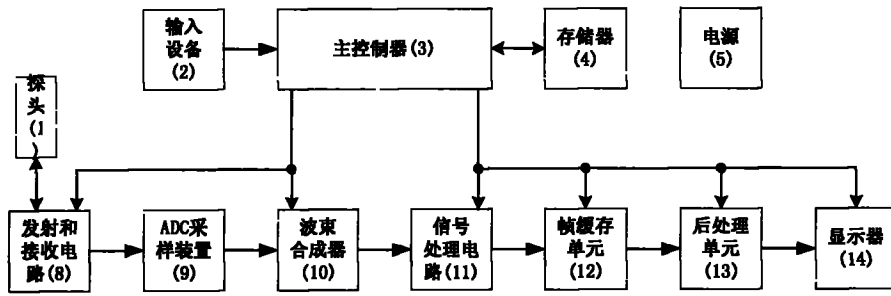 输入
设备
(2)
主控制器(3)
存储器
(4)
电源
(5)
探
头
(1
)
发射和
接收电
路(8)
ADC采
样装置
(9)
波束
合成器
(10)
信号
处理电
路(11)
帧缓存
单元
(12)
后处理
单元
(13)
显示器
(14)